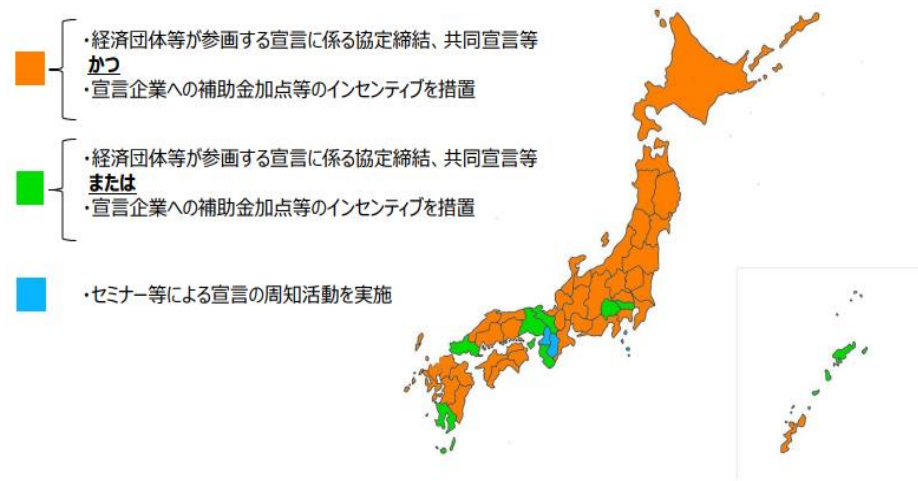 ・経済団体等が参画する宣言に係る協定締結、共同宣言等
かつ
・宣言企業への補助金加点等のインセンティブを措置
・経済団体等が参画する宣言に係る協定締結、共同宣言等
または
・宣言企業への補助金加点等のインセンティブを措置
・セミナー等による宣言の周知活動を実施